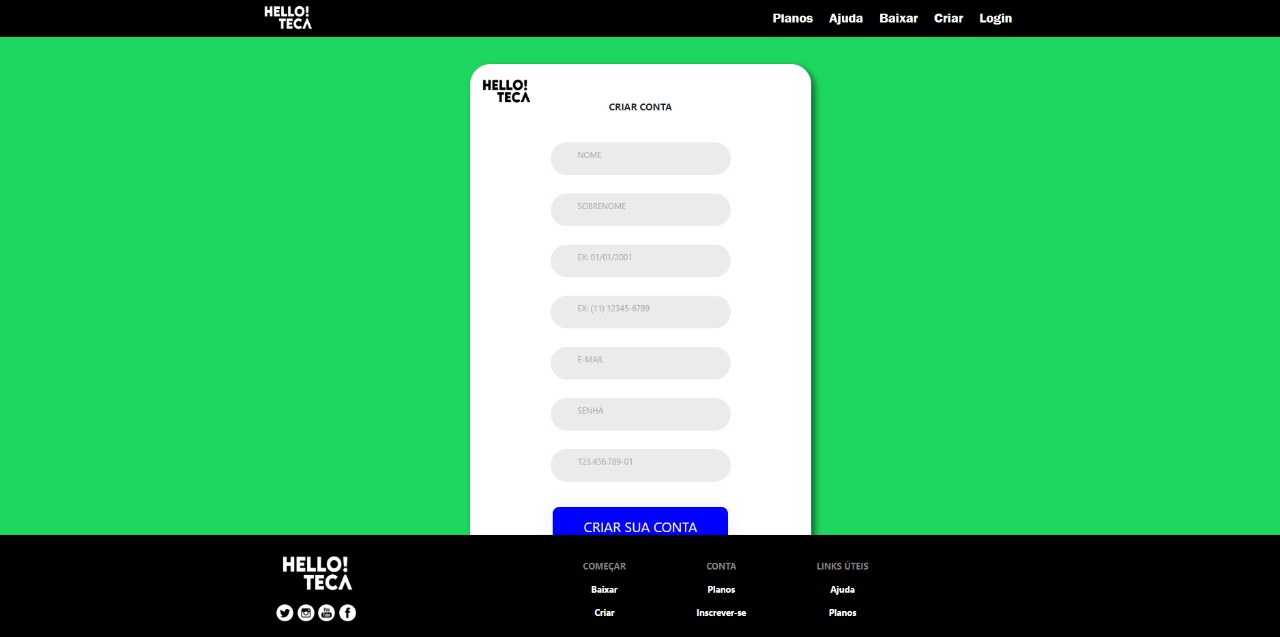 HELLO!
TECA
Planos Ajuda Baixar Criar Login
HELLO!
TECA
CRIAR CONTA
NOME
SOBRENOME
EX: 01/01/2001
EX: (11) 12345-6789
E-MAIL
SENHA
123.456.789-01
CRIAR SUA CONTA
HELLO!
TECA
You
Tube
COMEÇAR CONTA LINKS ÚTEIS
Baixar Planos Ajuda
Criar Inscrever-se Planos